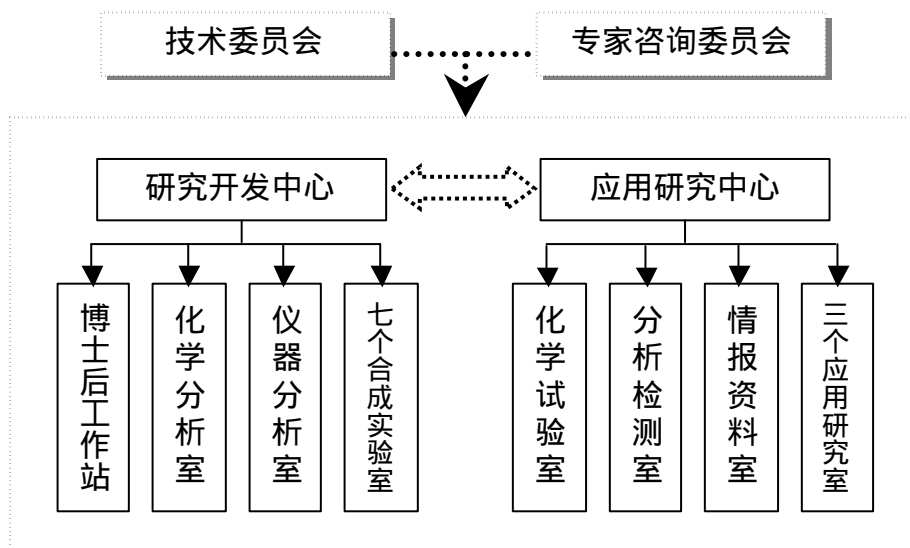 技术委员会
专家咨询委员会
研究开发中心
应用研究中心
博士后工作站
化学分析室
仪器分析室
七个合成实验室
化学试验室
分析检测室
情报资料室
三个应用研究室